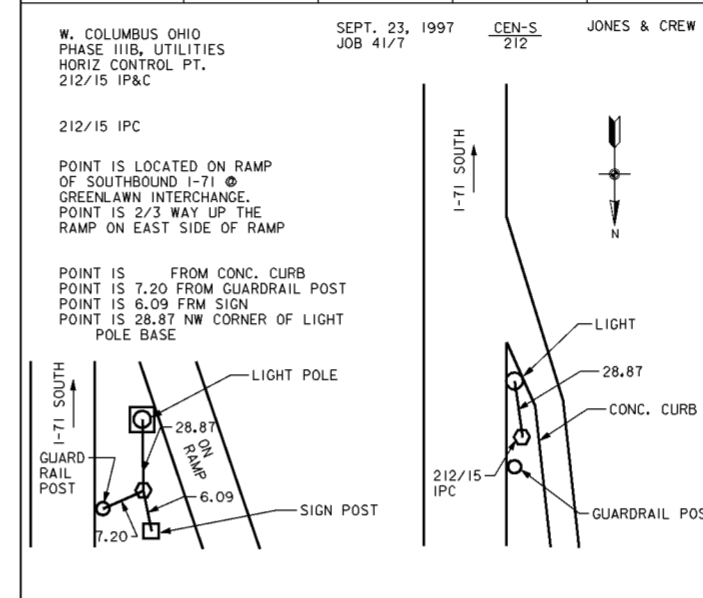 W. COLUMBUS OHIO
PHASE IIIB, UTILITIES
HORIZ CONTROL PT.
212/15 IP&C
SEPT. 23, 1997
JOB 41/7
CEN-S
212
JONES & CREW
212/15 IPC
POINT IS LOCATED ON RAMP
OF SOUTHBOUND I-71 @
GREENLAWN INTERCHANGE.
POINT IS 2/3 WAY UP THE
RAMP ON EAST SIDE OF RAMP
POINT IS FROM CONC. CURB
POINT IS 7.20 FROM GUARDRAIL POST
POINT IS 6.09 FRM SIGN
POINT IS 28.87 NW CORNER OF LIGHT
POLE BASE
I-71 SOUTH
LIGHT POLE
28.87
ON
RAMP
GUARD
RAIL
POST
6.09
SIGN POST
7.20
I-71 SOUTH
N
LIGHT
28.87
CONC. CURB
212/15
IPC
GUARDRAIL POS